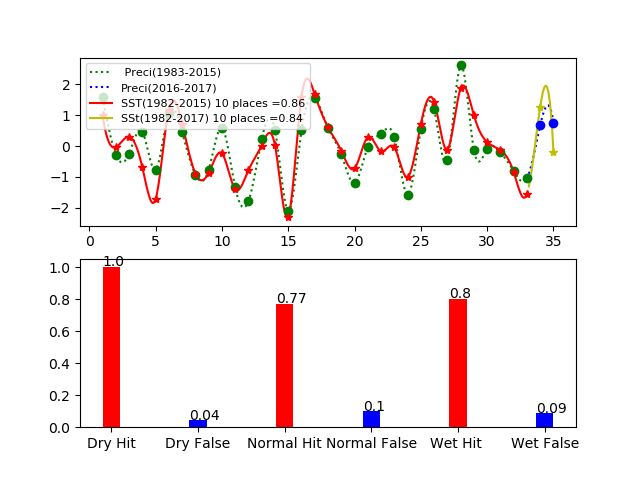 Preci(1983-2015)
Preci(2016-2017)
SST(1982-2015) 10 places =0.86
SSt(1982-2017) 10 places =0.84
2
1
0
−1
−2
0 5 10 15 20 25 30 35
1.0
0.8
0.6
0.4
0.2
0.0
1.0
0.04
0.77
0.1
0.8
0.09
Dry Hit Dry False Normal Hit Normal False Wet Hit Wet False